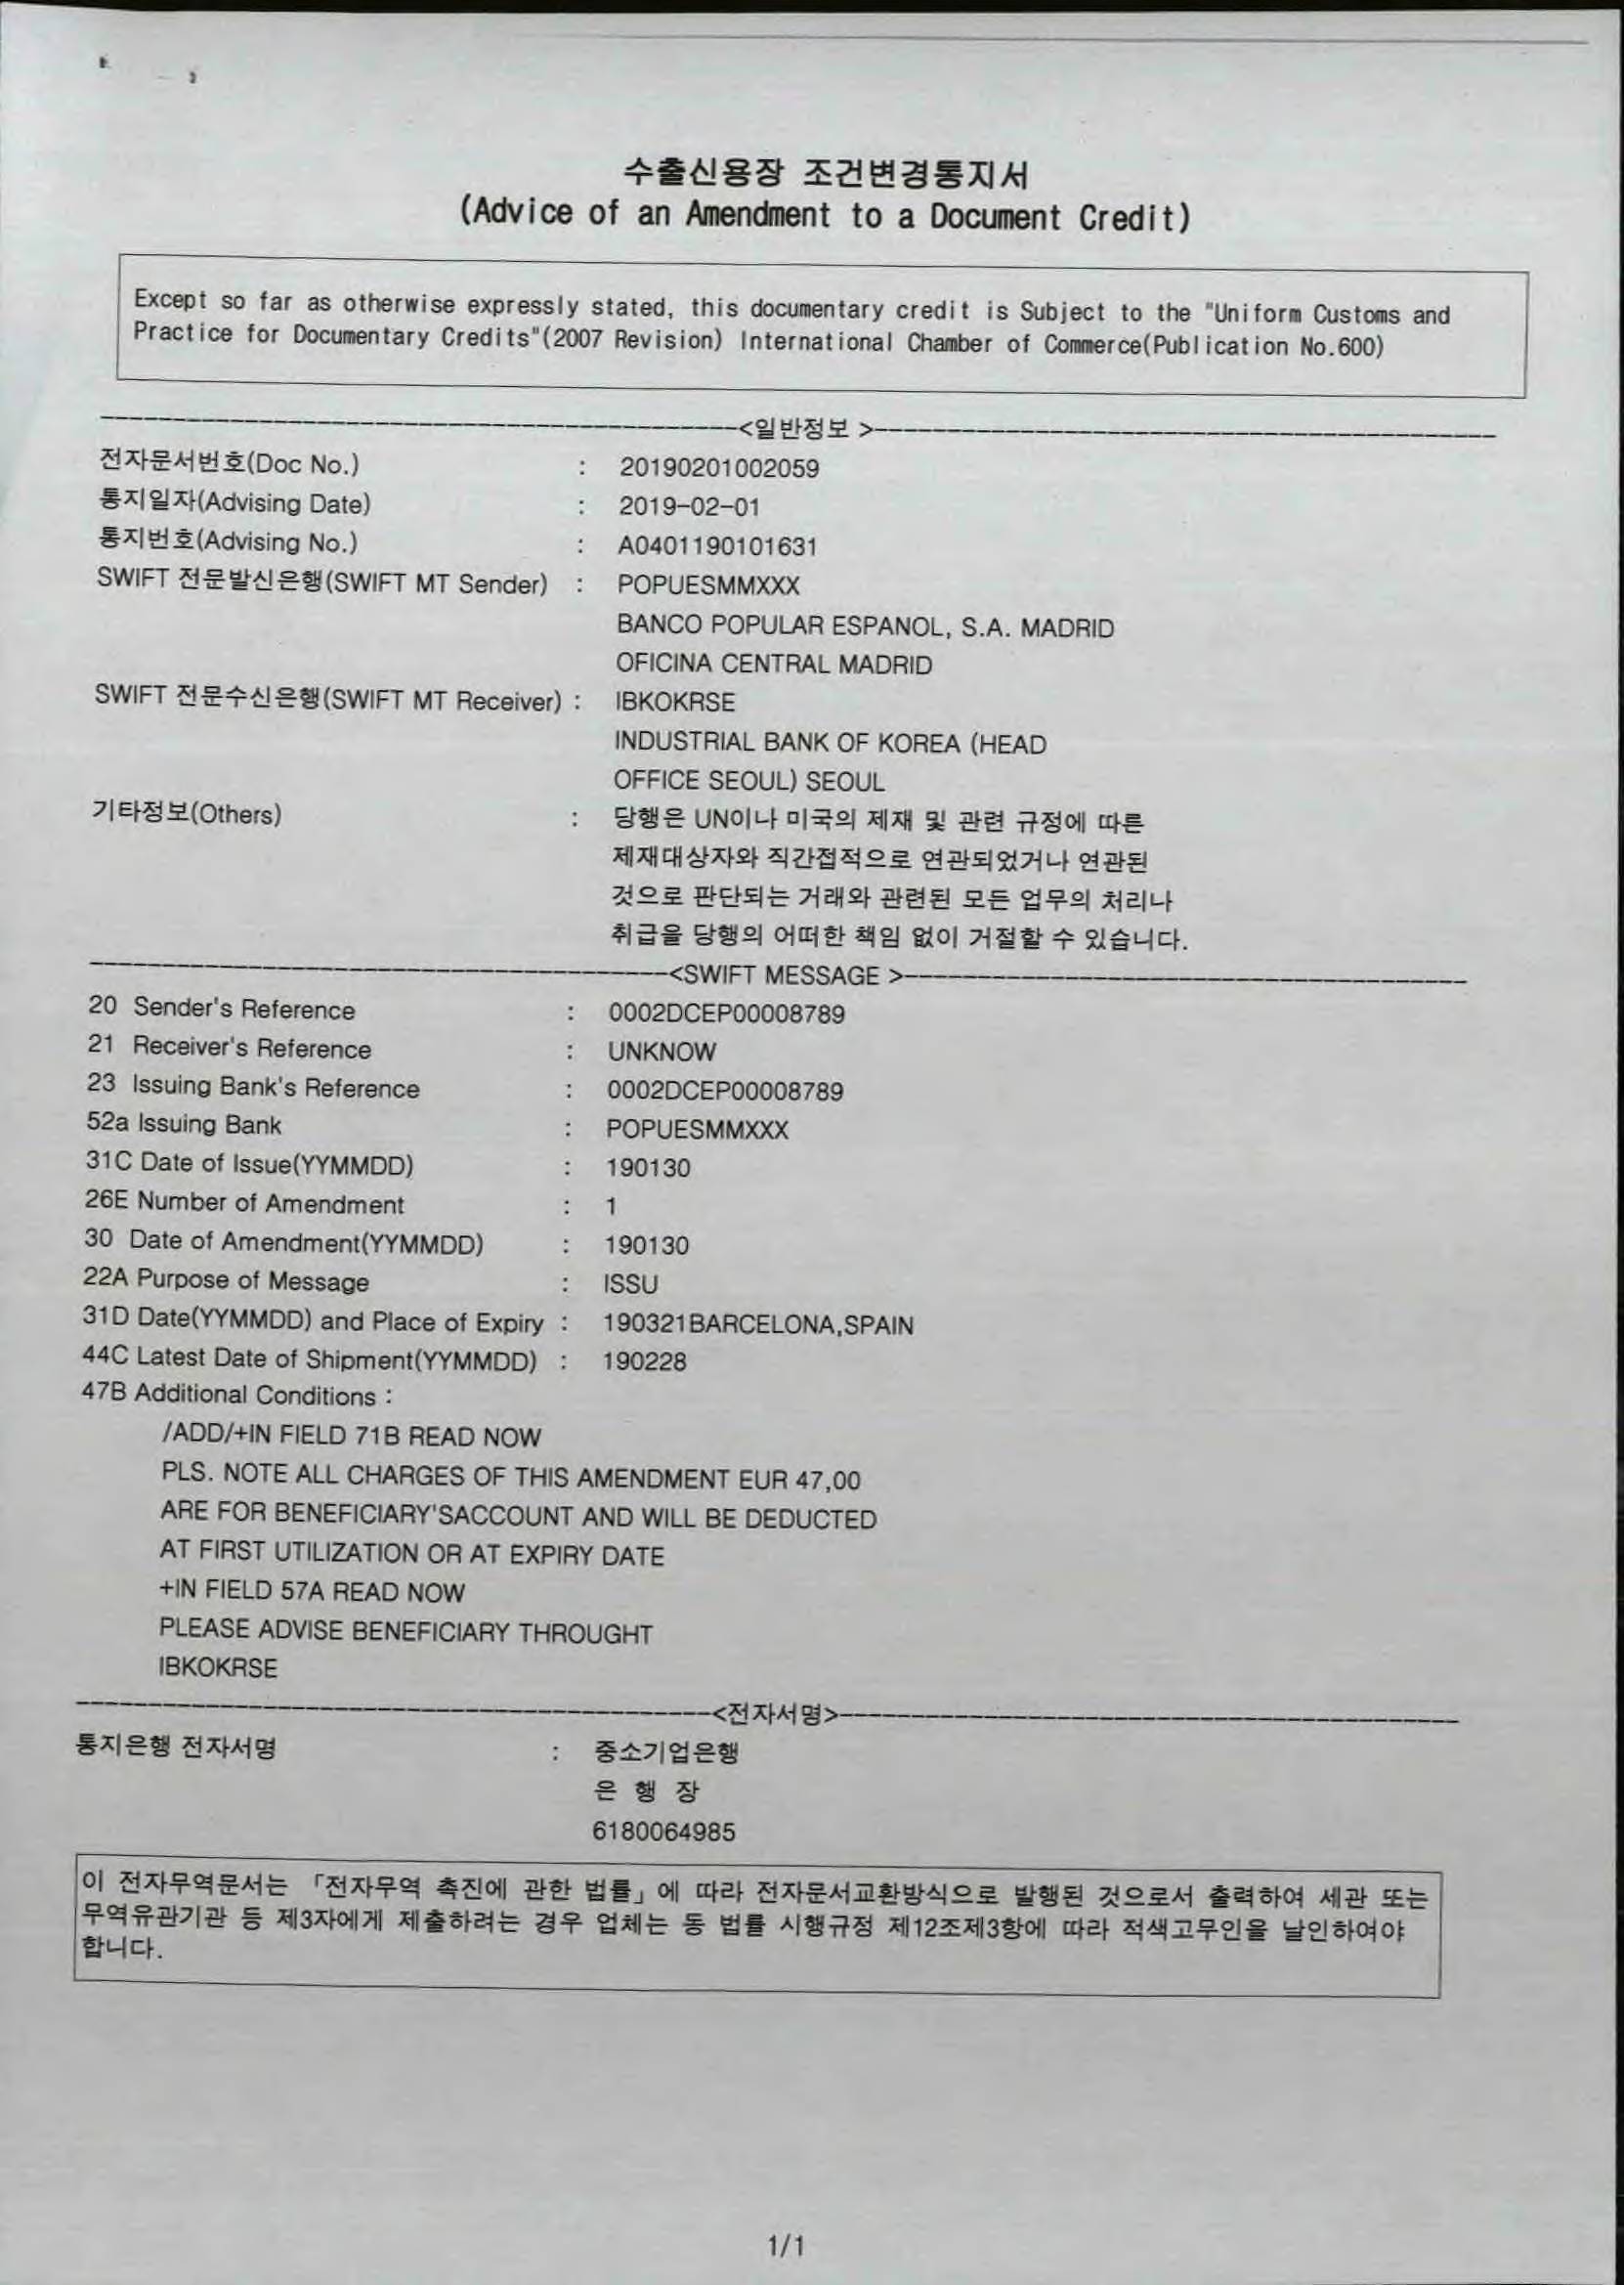 수출신용장 조건변경통지서
(Advice of an Amendment to a Document Credit)
Except so far as otherwise expressly stated, this documentary credit is Subject to the "Uniform Customs and
Practice for Documentary Credits"(2007 Revision) International Chamber of Commerce(Publication No.600)
<일반정보 >
전자문서번호(Doc No.) : 20190201002059
통지일자(Advising Date) : 2019-02-01
통지번호(Advising No.) : A0401190101631
SWIFT 전문발신은행(SWIFT MT Sender) : POPUESMMXXX
BANCO POPULAR ESPANOL, S.A. MADRID
OFICINA CENTRAL MADRID
SWIFT 전문수신은행(SWIFT MT Receiver) : IBKOKRSE
INDUSTRIAL BANK OF KOREA (HEAD
OFFICE SEOUL) SEOUL
기타정보(Others) : 당행은 UN이나 미국의 제재 및 관련 규정에 따른
제재대상자와 직간접적으로 연관되었거나 연관된
것으로 판단되는 거래와 관련된 모든 업무의 처리나
취급을 당행의 어떠한 책임 없이 거절할 수 있습니다.
<SWIFT MESSAGE >
20 Sender's Reference : 0002DCEP00008789
21 Receiver's Reference : UNKNOW
23 Issuing Bank's Reference : 0002DCEP00008789
52a Issuing Bank : POPUESMMXXX
31C Date of Issue(YYMMDD) : 190130
26E Number of Amendment : 1
30 Date of Amendment(YYMMDD) : 190130
22A Purpose of Message : ISSU
31D Date(YYMMDD) and Place of Expiry : 190321BARCELONA,SPAIN
44C Latest Date of Shipment(YYMMDD) : 190228
47B Additional Conditions :
/ADD/+IN FIELD 71B READ NOW
PLS. NOTE ALL CHARGES OF THIS AMENDMENT EUR 47,00
ARE FOR BENEFICIARY'SACCOUNT AND WILL BE DEDUCTED
AT FIRST UTILIZATION OR AT EXPIRY DATE
+IN FIELD 57A READ NOW
PLEASE ADVISE BENEFICIARY THROUGHT
IBKOKRSE
<전자서명>
통지은행 전자서명 : 중소기업은행
은 행 장
6180064985
이 전자무역문서는 「전자무역 촉진에 관한 법률」에 따라 전자문서교환방식으로 발행된 것으로서 출력하여 세관 또는
무역유관기관 등 제3자에게 제출하려는 경우 업체는 동 법률 시행규정 제12조제3항에 따라 적색고무인을 날인하여야
합니다.
1/1